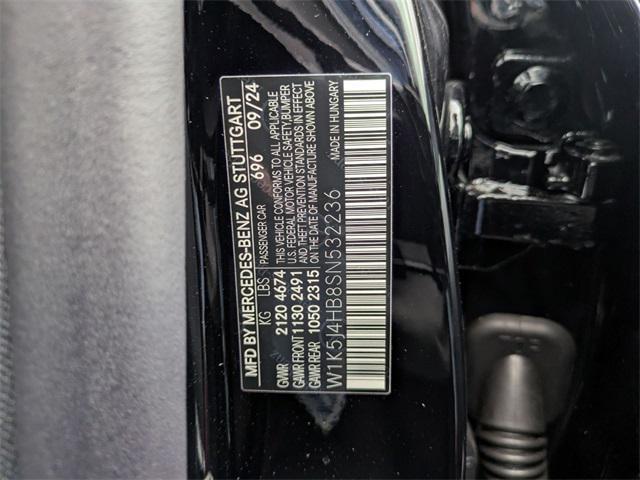 MFD BY MERCEDES-BENZ AG STUTTGART
KG LBS PASSENGER CAR 696 09/24
GVWR 2120 4674 THIS VEHICLE CONFORMS TO ALL APPLICABLE
GAWR FRONT 1130 2491 U.S. FEDERAL MOTOR VEHICLE SAFETY, BUMPER
AND THEFT PREVENTION STANDARDS IN EFFECT
GAWR REAR 1050 2315 ON THE DATE OF MANUFACTURE SHOWN ABOVE
W1K5J4HB8SN532236 MADE IN HUNGARY